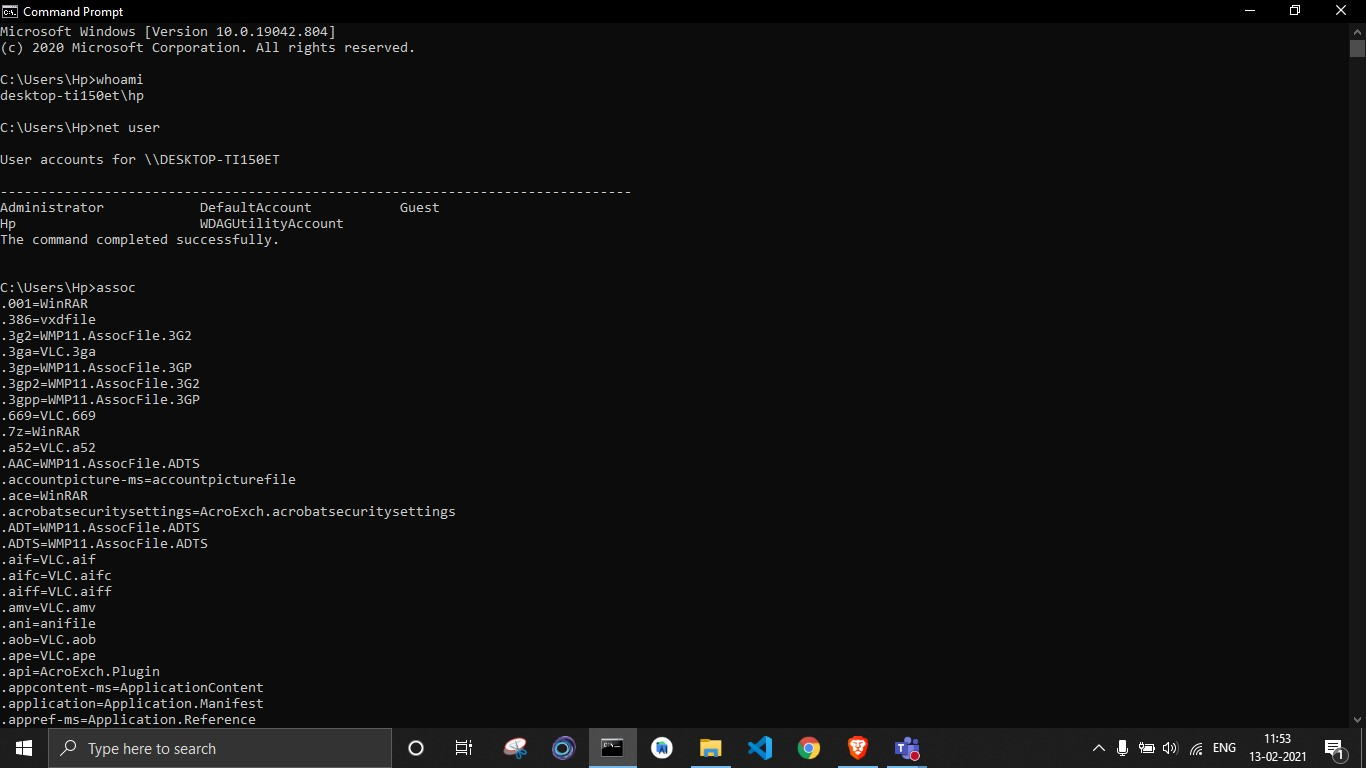 Command Prompt
Microsoft Windows [Version 10.0.19042.804]
(c) 2020 Microsoft Corporation. All rights reserved.
C:\Users\Hp>whoami
desktop-ti150et\hp
C:\Users\Hp>net user
User accounts for \\DESKTOP-TI150ET
-------------------------------------------------------------------------------
Administrator            DefaultAccount           Guest
Hp                       WDAGUtilityAccount
The command completed successfully.
C:\Users\Hp>assoc
.001=WinRAR
.386=vxdfile
.3g2=WMP11.AssocFile.3G2
.3ga=VLC.3ga
.3gp=WMP11.AssocFile.3GP
.3gp2=WMP11.AssocFile.3G2
.3gpp=WMP11.AssocFile.3GP
.669=VLC.669
.7z=WinRAR
.a52=VLC.a52
.AAC=WMP11.AssocFile.ADTS
.accountpicture-ms=accountpicturefile
.ace=WinRAR
.acrobatsecuritysettings=AcroExch.acrobatsecuritysettings
.ADT=WMP11.AssocFile.ADTS
.ADTS=WMP11.AssocFile.ADTS
.aif=VLC.aif
.aifc=VLC.aifc
.aiff=VLC.aiff
.amv=VLC.amv
.ani=anifile
.aob=VLC.aob
.ape=VLC.ape
.api=AcroExch.Plugin
.appcontent-ms=ApplicationContent
.application=Application.Manifest
.appref-ms=Application.Reference
Type here to search
ENG
11:53
13-02-2021
1